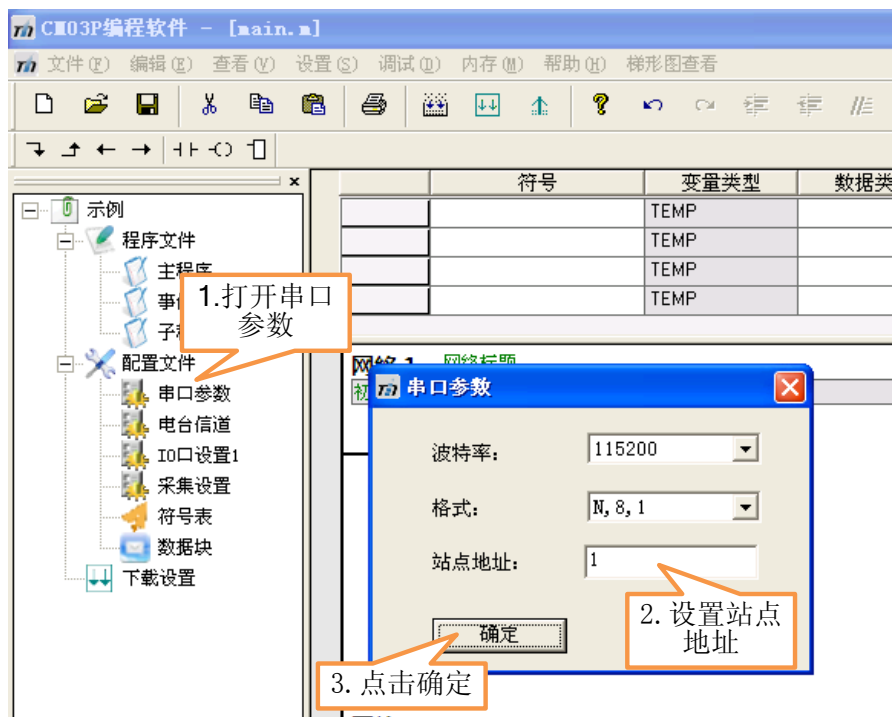 CM03P编程软件 - [main.m]
文件(F) 编辑(E) 查看(V) 设置(S) 调试(D) 内存(M) 帮助(H) 梯形图查看
符号 变量类型 数据类
示例
TEMP
程序文件
TEMP
主程序
TEMP
TEMP
1.打开串口
参数
配置文件
网络标题
串口参数
电台信道
IO口设置1
采集设置
符号表
数据块
下载设置
串口参数
波特率:
115200
格式:
N,8,1
站点地址:
1
2.设置站点
地址
确定
3.点击确定